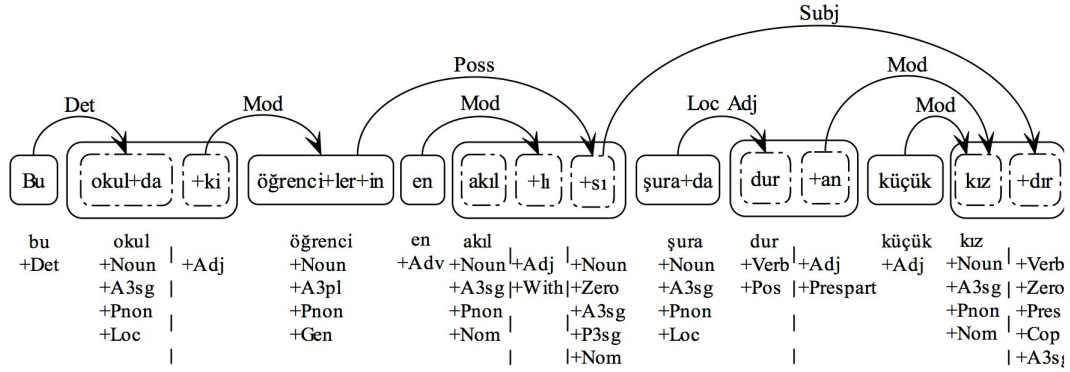 Subj
Poss Mod
Det Mod Mod Loc Adj Mod
Bu okul+da +ki öğrenci+ler+in en akıl +lı +sı şura+da dur +an küçük kız +dır
bu okul öğrenci en akıl şura dur küçük kız
+Det +Noun +Adj +Noun +Adv +Noun +Adj +Noun +Noun +Verb +Adj +Adj +Noun +Verb
+A3sg +A3pl +A3sg +With +Zero +A3sg +Pos +Prespart +A3sg +Zero
+Pnon +Pnon +Pnon +A3sg +Pnon +Pnon +Pres
+Loc +Gen +Nom +P3sg +Loc +Nom +Cop
+Nom +A3sg